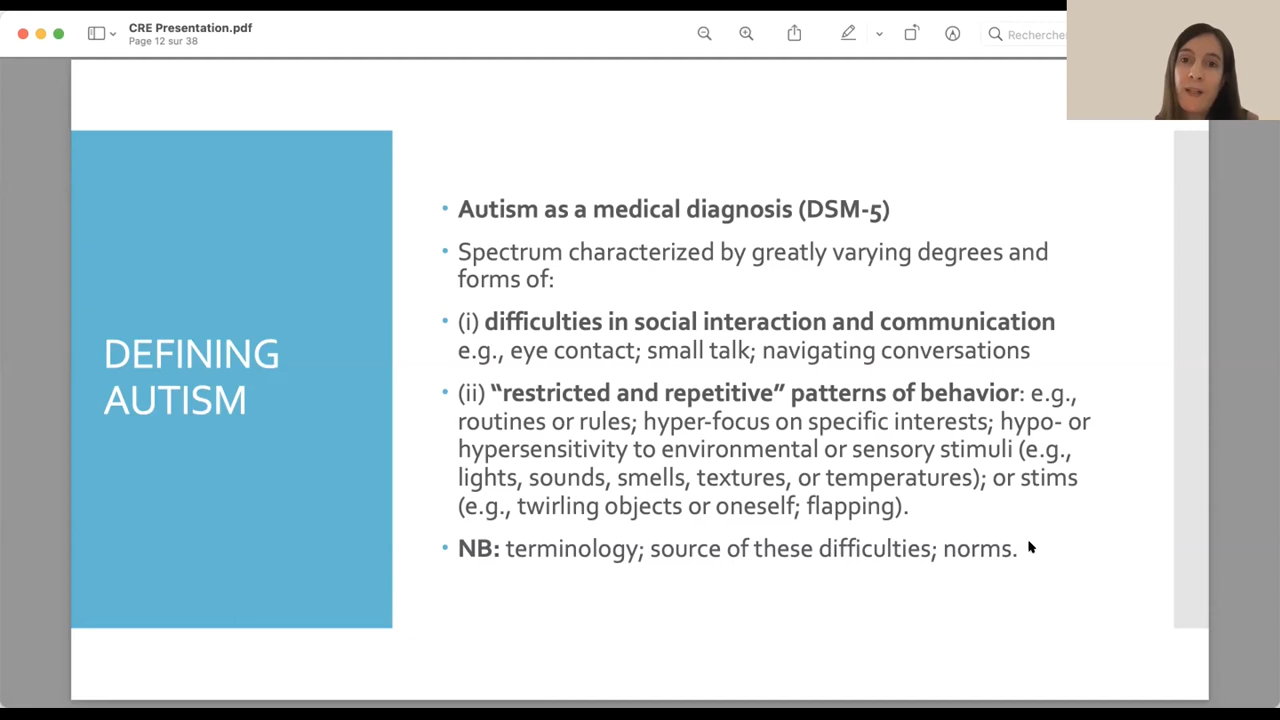 CRE Presentation.pdf
Page 12 sur 38
Recherche
DEFINING
AUTISM
• Autism as a medical diagnosis (DSM-5)
• Spectrum characterized by greatly varying degrees and
forms of:
• (i) difficulties in social interaction and communication
e.g., eye contact; small talk; navigating conversations
• (ii) “restricted and repetitive” patterns of behavior: e.g.,
routines or rules; hyper-focus on specific interests; hypo- or
hypersensitivity to environmental or sensory stimuli (e.g.,
lights, sounds, smells, textures, or temperatures); or stims
(e.g., twirling objects or oneself; flapping).
• NB: terminology; source of these difficulties; norms.